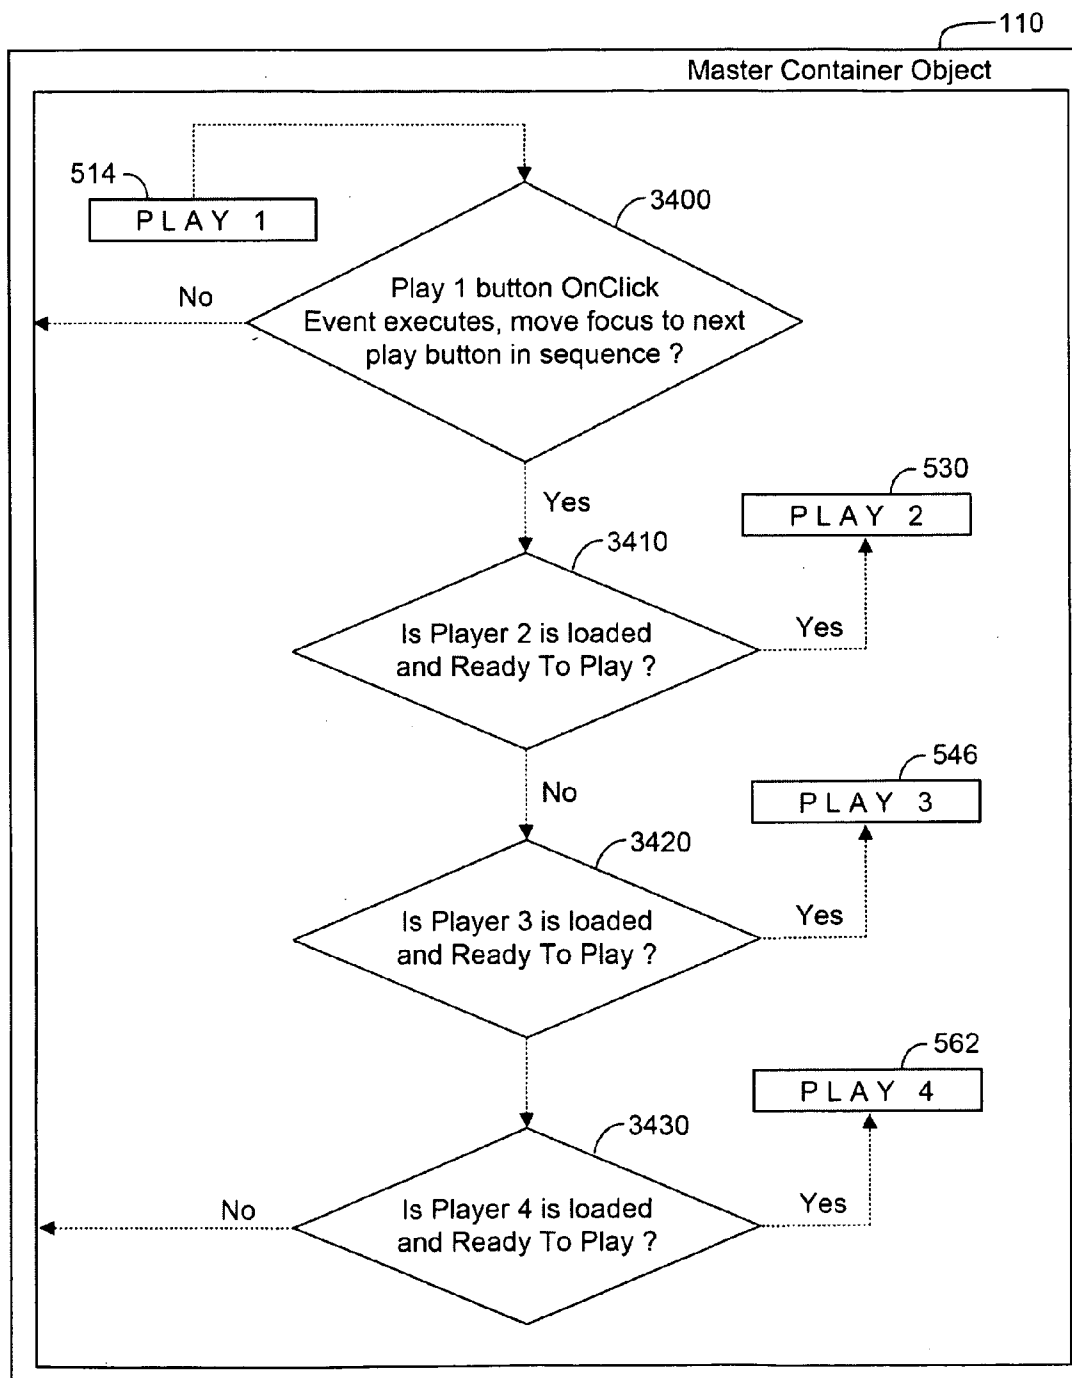 110
Master Container Object
514
PLAY 1
3400
Play 1 button OnClick
Event executes, move focus to next
play button in sequence ?
No
Yes
530
PLAY 2
3410
Is Player 2 is loaded
and Ready To Play ?
Yes
No
546
PLAY 3
3420
Is Player 3 is loaded
and Ready To Play ?
Yes
562
PLAY 4
3430
Is Player 4 is loaded
and Ready To Play ?
No
Yes